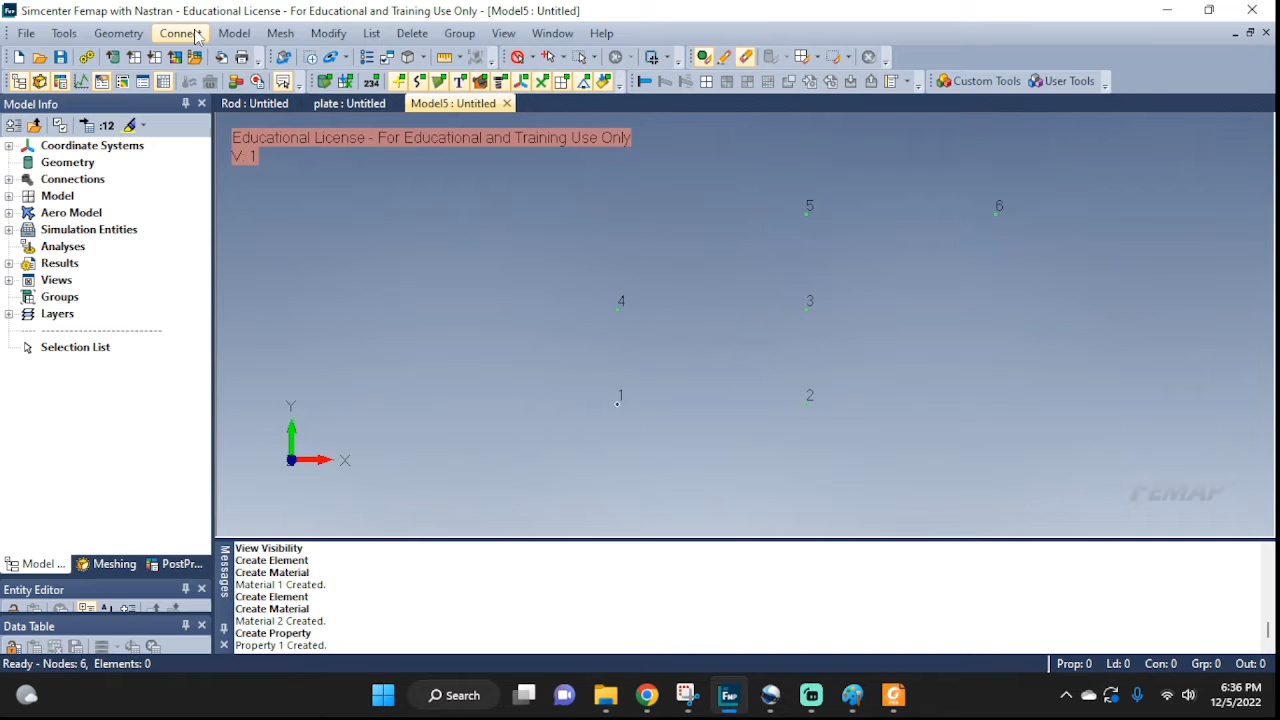 Simcenter Femap with Nastran - Educational License - For Educational and Training Use Only - [Model5 : Untitled]
File Tools Geometry Connect Model Mesh Modify List Delete Group View Window Help
234 Custom Tools User Tools
Model Info
Rod : Untitled plate : Untitled Model5 : Untitled
:12
Coordinate Systems
Geometry
Connections
Model
Aero Model
Simulation Entities
Analyses
Results
Views
Groups
Layers
Selection List
Educational License - For Educational and Training Use Only
V: 1
5 6
4 3
1 2
Y
X
FEMAP
Model ... Meshing PostPr...
Entity Editor
Data Table
Messages
View Visibility
Create Element
Create Material
Material 1 Created.
Create Element
Create Material
Material 2 Created.
Create Property
Property 1 Created.
Ready - Nodes: 6, Elements: 0
Prop: 0 Ld: 0 Con: 0 Grp: 0 Out: 0
Search
6:36 PM
12/5/2022